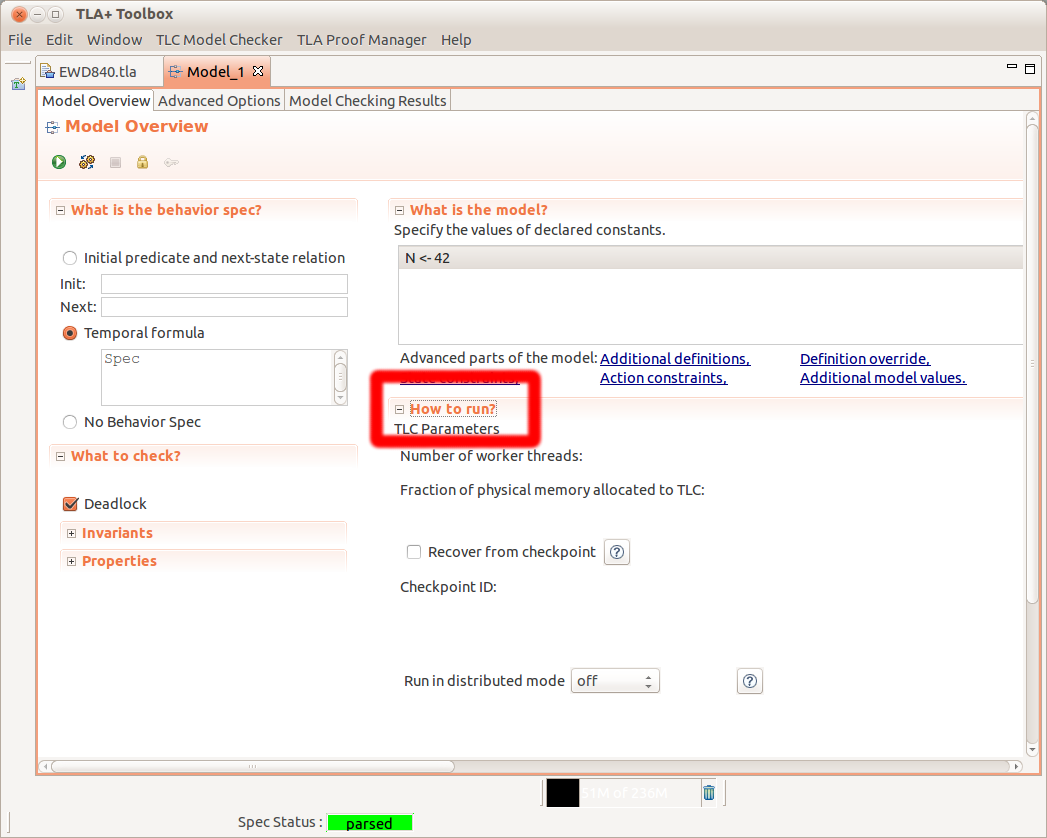 TLA+ Toolbox
File Edit Window TLC Model Checker TLA Proof Manager Help
EWD840.tla Model_1
Model Overview Advanced Options Model Checking Results
Model Overview
What is the behavior spec?
Initial predicate and next-state relation
Init:
Next:
Temporal formula
Spec
No Behavior Spec
What to check?
Deadlock
Invariants
Properties
What is the model?
Specify the values of declared constants.
N <- 42
Advanced parts of the model: Additional definitions, Definition override,
State constraints, Action constraints, Additional model values.
How to run?
TLC Parameters
Number of worker threads:
Fraction of physical memory allocated to TLC:
Recover from checkpoint
Checkpoint ID:
Run in distributed mode off
51M of 236M
Spec Status : parsed